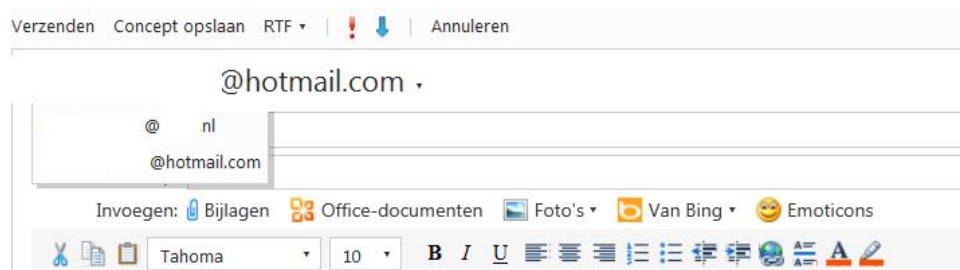 Verzenden Concept opslaan RTF Annuleren
@hotmail.com
@ .nl
@hotmail.com
Invoegen: Bijlagen Office-documenten Foto's Van Bing Emoticons
Tahoma 10 B I U A